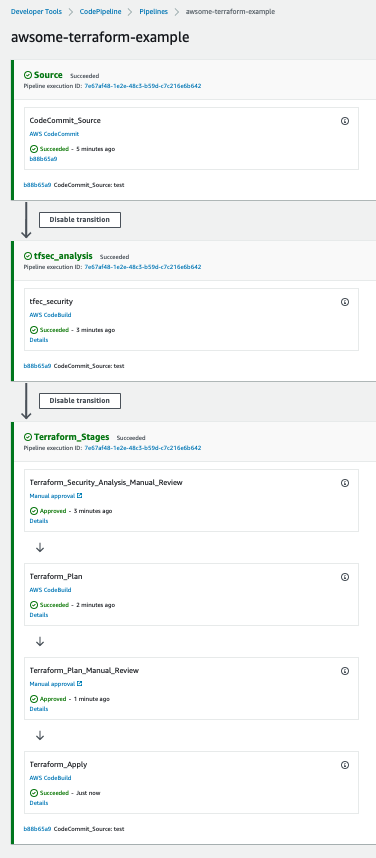 Developer Tools > CodePipeline > Pipelines > awsome-terraform-example
awsome-terraform-example
Source Succeeded
Pipeline execution ID: 7e67af48-1e2e-48c3-b59d-c7c216e6b642
CodeCommit_Source
AWS CodeCommit
Succeeded - 5 minutes ago
b88b65a9
b88b65a9 CodeCommit_Source: test
Disable transition
tfsec_analysis Succeeded
Pipeline execution ID: 7e67af48-1e2e-48c3-b59d-c7c216e6b642
tfec_security
AWS CodeBuild
Succeeded - 3 minutes ago
Details
b88b65a9 CodeCommit_Source: test
Disable transition
Terraform_Stages Succeeded
Pipeline execution ID: 7e67af48-1e2e-48c3-b59d-c7c216e6b642
Terraform_Security_Analysis_Manual_Review
Manual approval
Approved - 3 minutes ago
Details
Terraform_Plan
AWS CodeBuild
Succeeded - 2 minutes ago
Details
Terraform_Plan_Manual_Review
Manual approval
Approved - 1 minute ago
Details
Terraform_Apply
AWS CodeBuild
Succeeded - Just now
Details
b88b65a9 CodeCommit_Source: test